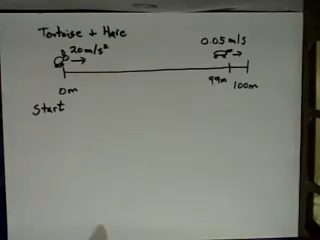 Tortoise + Hare
20 m/s²
0.05 m/s
0m
99m
100m
Start